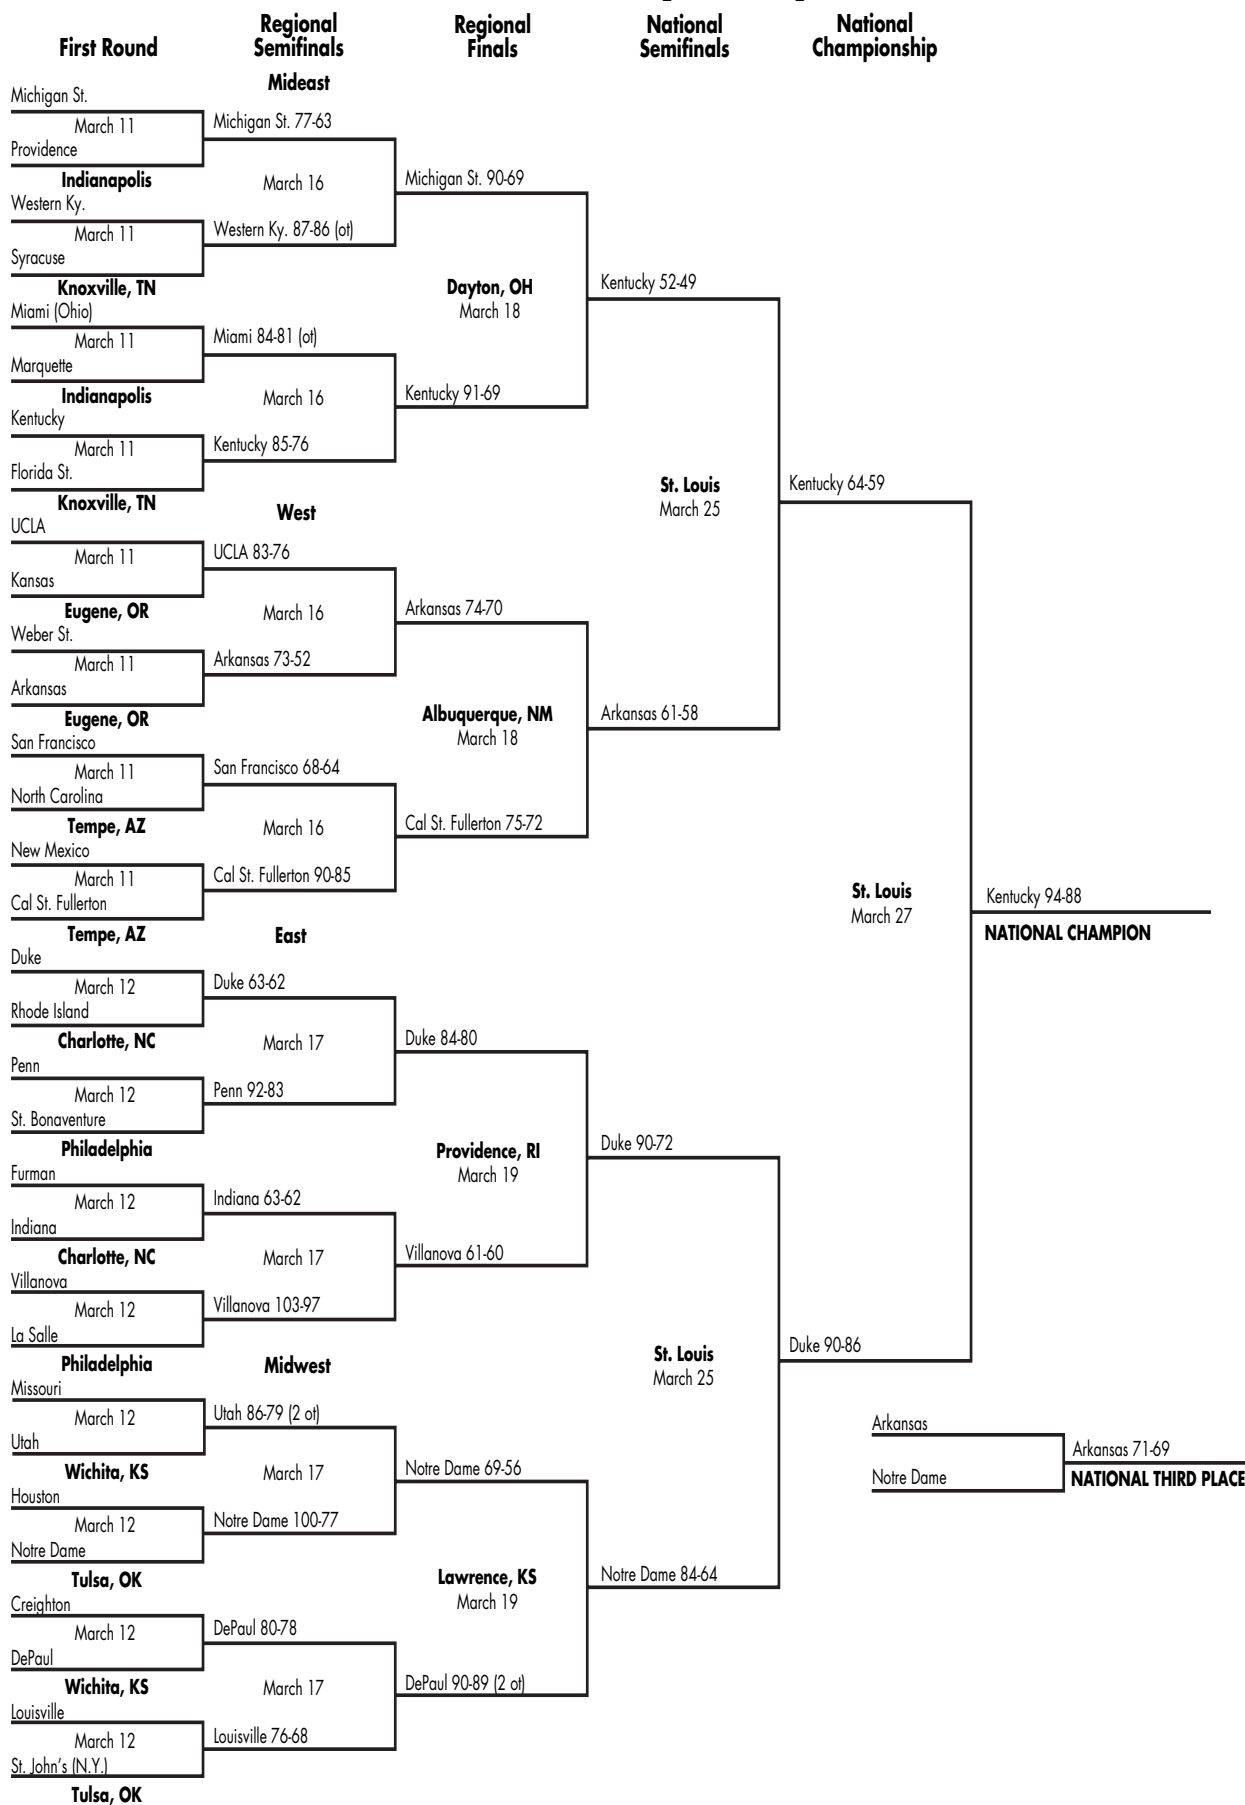 First Round
Regional
Semifinals
Regional
Finals
National
Semifinals
National
Championship
Mideast
Michigan St.
March 11
Providence
Indianapolis
Western Ky.
March 11
Syracuse
Knoxville, TN
Miami (Ohio)
March 11
Marquette
Indianapolis
Kentucky
March 11
Florida St.
Knoxville, TN
Michigan St. 77-63
March 16
Western Ky. 87-86 (ot)
Miami 84-81 (ot)
March 16
Kentucky 85-76
Michigan St. 90-69
Dayton, OH
March 18
Kentucky 91-69
Kentucky 52-49
West
UCLA
March 11
Kansas
Eugene, OR
Weber St.
March 11
Arkansas
Eugene, OR
San Francisco
March 11
North Carolina
Tempe, AZ
New Mexico
March 11
Cal St. Fullerton
Tempe, AZ
UCLA 83-76
March 16
Arkansas 73-52
San Francisco 68-64
March 16
Cal St. Fullerton 90-85
Arkansas 74-70
Albuquerque, NM
March 18
Cal St. Fullerton 75-72
Arkansas 61-58
St. Louis
March 25
Kentucky 64-59
East
Duke
March 12
Rhode Island
Charlotte, NC
Penn
March 12
St. Bonaventure
Philadelphia
Furman
March 12
Indiana
Charlotte, NC
Villanova
March 12
La Salle
Philadelphia
Duke 63-62
March 17
Penn 92-83
Indiana 63-62
March 17
Villanova 103-97
Duke 84-80
Providence, RI
March 19
Villanova 61-60
Duke 90-72
Midwest
Missouri
March 12
Utah
Wichita, KS
Houston
March 12
Notre Dame
Tulsa, OK
Creighton
March 12
DePaul
Wichita, KS
Louisville
March 12
St. John's (N.Y.)
Tulsa, OK
Utah 86-79 (2 ot)
March 17
Notre Dame 100-77
DePaul 80-78
March 17
Louisville 76-68
Notre Dame 69-56
Lawrence, KS
March 19
DePaul 90-89 (2 ot)
Notre Dame 84-64
St. Louis
March 25
Duke 90-86
St. Louis
March 27
Kentucky 94-88
NATIONAL CHAMPION
Arkansas
Notre Dame
Arkansas 71-69
NATIONAL THIRD PLACE